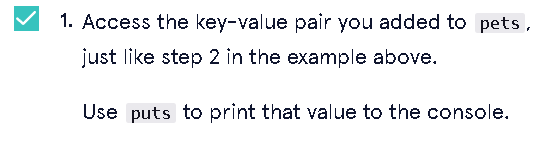 1. Access the key-value pair you added to pets,
just like step 2 in the example above.
Use puts to print that value to the console.